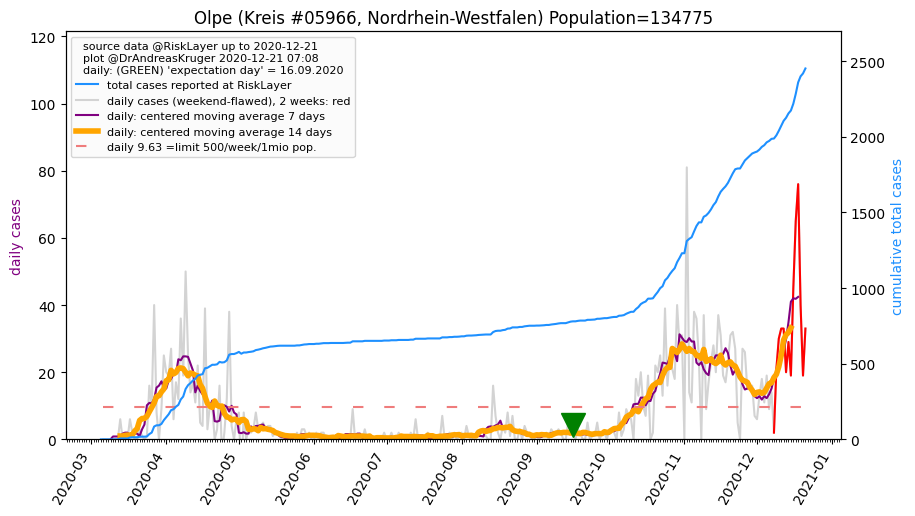 Olpe (Kreis #05966, Nordrhein-Westfalen) Population=134775
source data @RiskLayer up to 2020-12-21
plot @DrAndreasKruger 2020-12-21 07:08
daily: (GREEN) 'expectation day' = 16.09.2020
total cases reported at RiskLayer
daily cases (weekend-flawed), 2 weeks: red
daily: centered moving average 7 days
daily: centered moving average 14 days
daily 9.63 =limit 500/week/1mio pop.
daily cases
120
100
80
60
40
20
0
cumulative total cases
2500
2000
1500
1000
500
0
2020-03
2020-04
2020-05
2020-06
2020-07
2020-08
2020-09
2020-10
2020-11
2020-12
2021-01